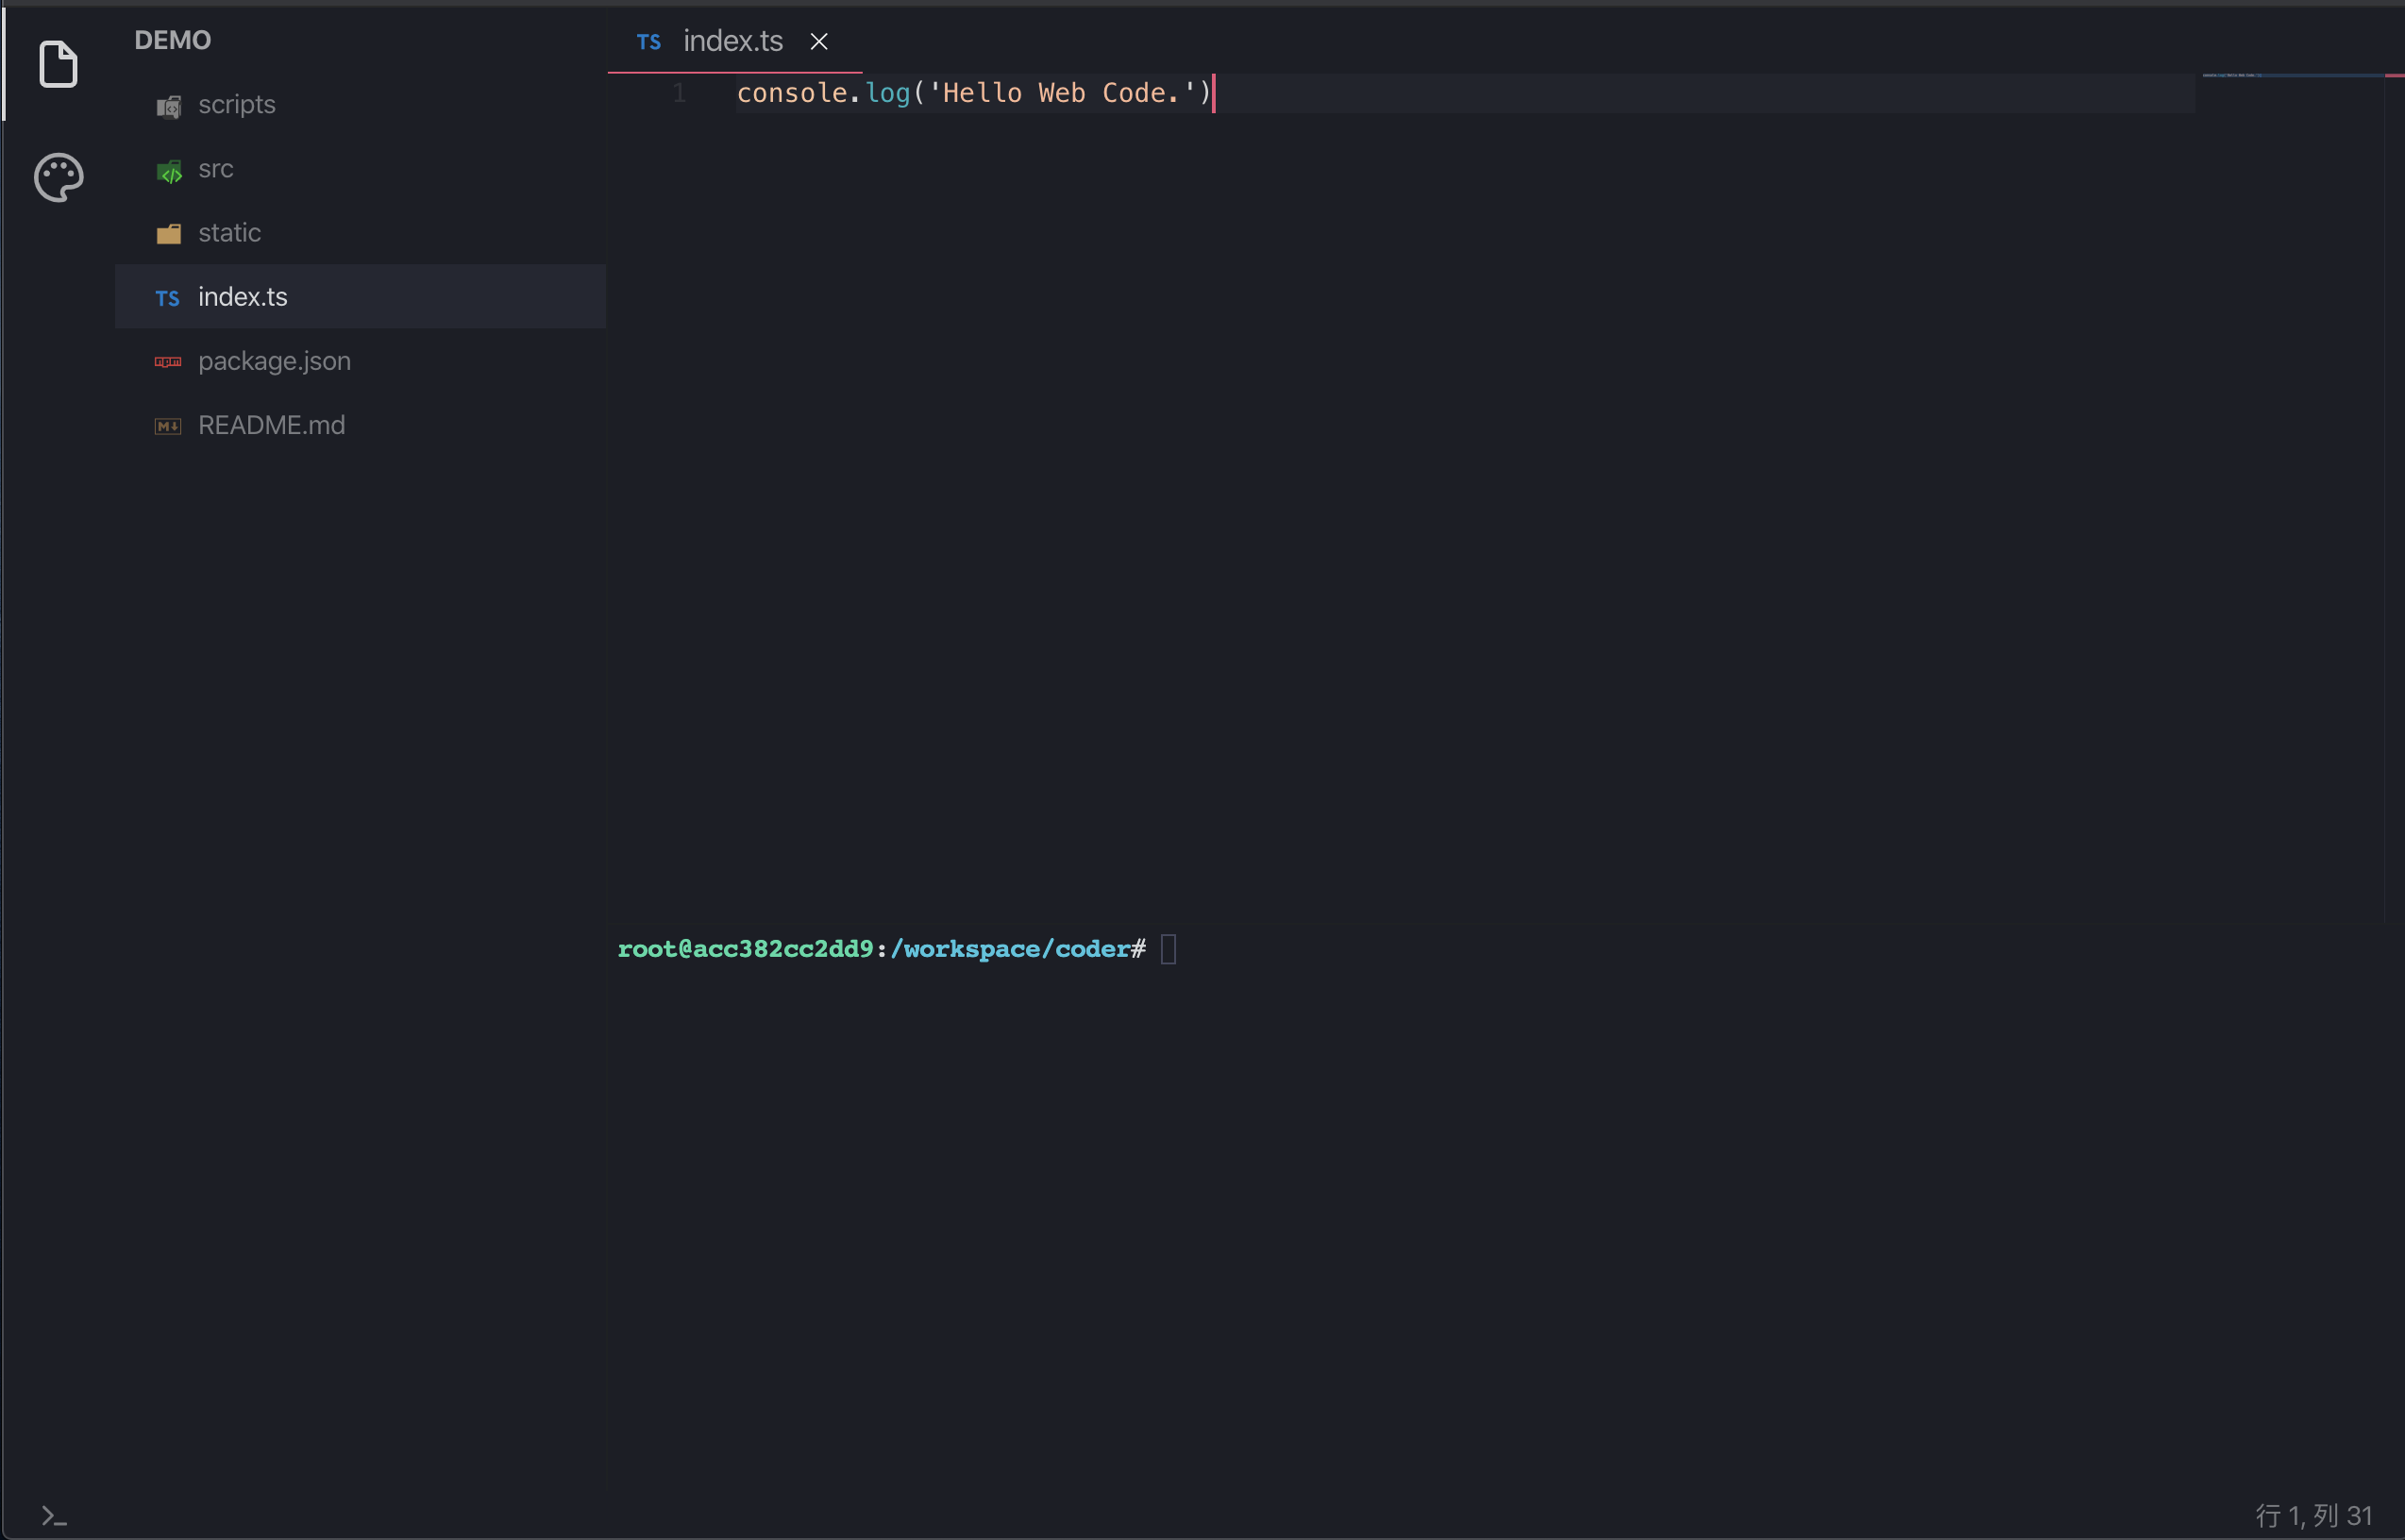 DEMO
scripts
src
static
TS index.ts
package.json
README.md
TS index.ts
1 console.log('Hello Web Code.')
root@acc382cc2dd9:/workspace/coder#
行 1, 列 31